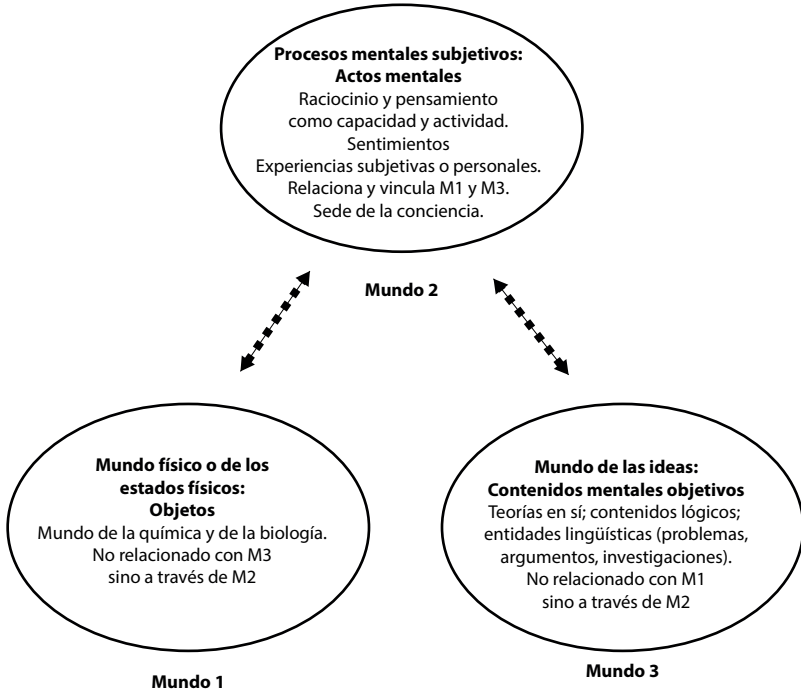 Procesos mentales subjetivos:
Actos mentales
Raciocinio y pensamiento
como capacidad y actividad.
Sentimientos
Experiencias subjetivas o personales.
Relaciona y vincula M1 y M3.
Sede de la conciencia.
Mundo 2
Mundo físico o de los
estados físicos:
Objetos
Mundo de la química y de la biología.
No relacionado con M3
sino a través de M2
Mundo 1
Mundo de las ideas:
Contenidos mentales objetivos
Teorías en sí; contenidos lógicos;
entidades lingüísticas (problemas,
argumentos, investigaciones).
No relacionado con M1
sino a través de M2
Mundo 3